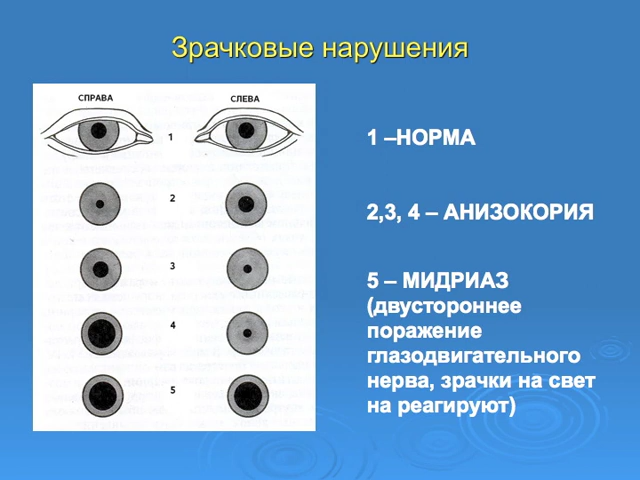 Зрачковые нарушения
СПРАВА
СЛЕВА
1
2
3
4
5
1 –НОРМА
2,3, 4 – АНИЗОКОРИЯ
5 – МИДРИАЗ
(двустороннее
поражение
глазодвигательного
нерва, зрачки на свет
на реагируют)